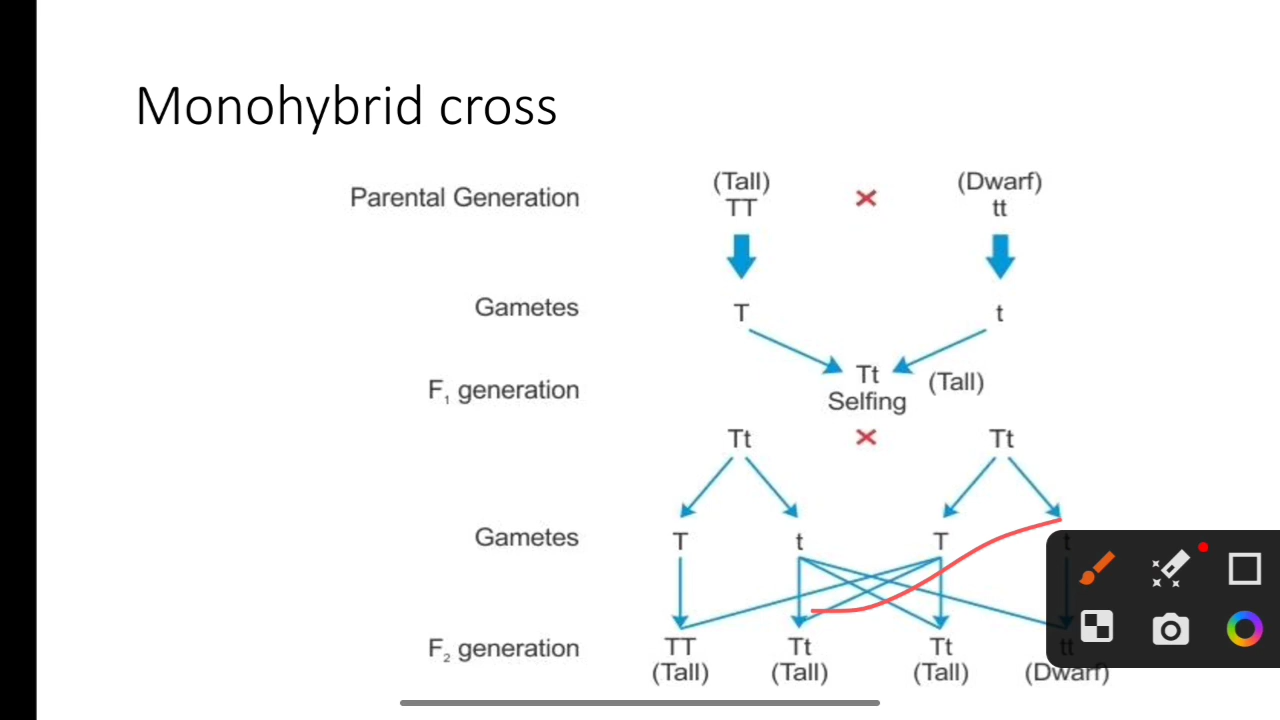 Monohybrid cross
Parental Generation (Tall) (Dwarf)
TT × tt
Gametes T t
F₁ generation Tt (Tall)
Selfing
Tt × Tt
Gametes T t T t
F₂ generation TT Tt Tt tt
(Tall) (Tall) (Tall) (Dwarf)